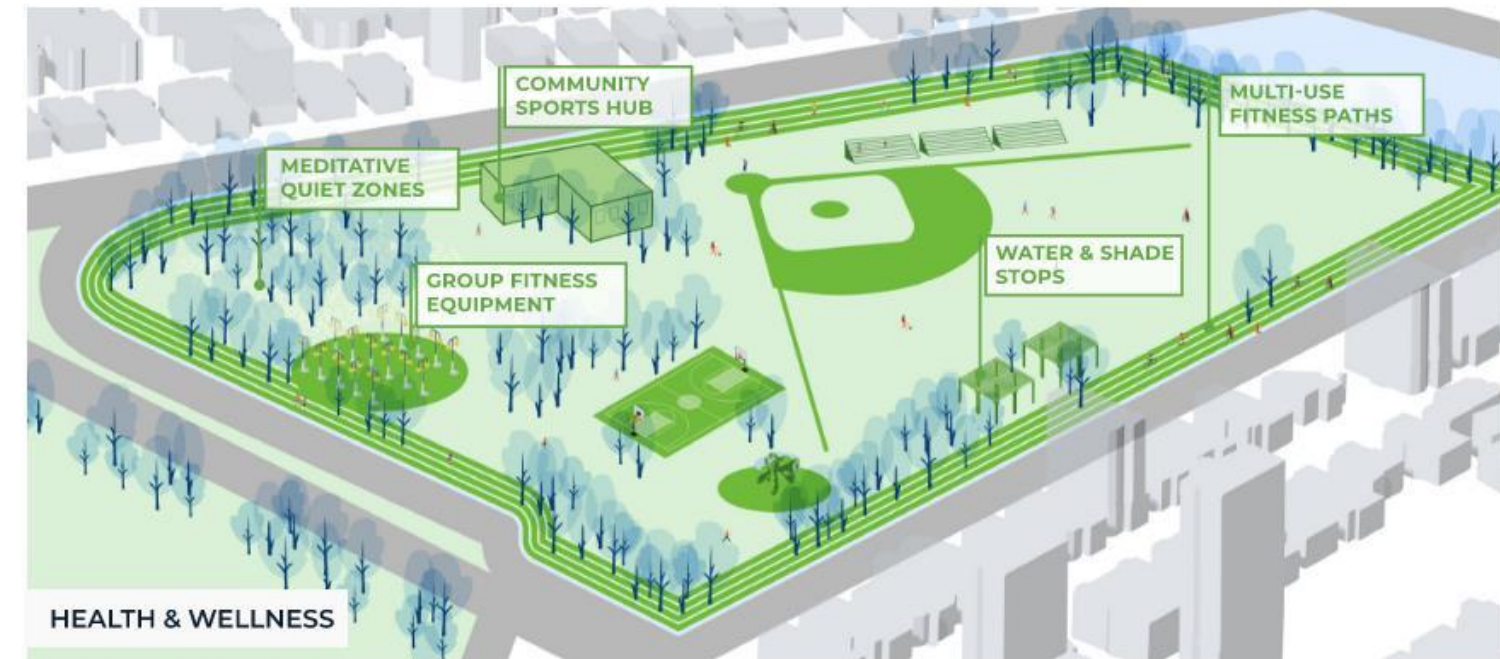 COMMUNITY
SPORTS HUB
MULTI-USE
FITNESS PATHS
MEDITATIVE
QUIET ZONES
WATER & SHADE
STOPS
GROUP FITNESS
EQUIPMENT
HEALTH & WELLNESS